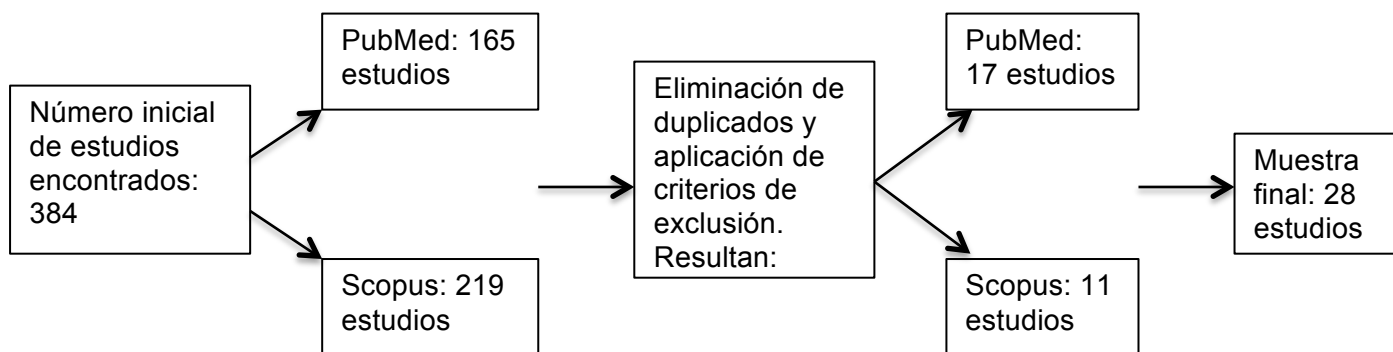 Número inicial
de estudios
encontrados:
384
PubMed: 165
estudios
Scopus: 219
estudios
Eliminación de
duplicados y
aplicación de
criterios de
exclusión.
Resultan:
PubMed:
17 estudios
Scopus: 11
estudios
Muestra
final: 28
estudios